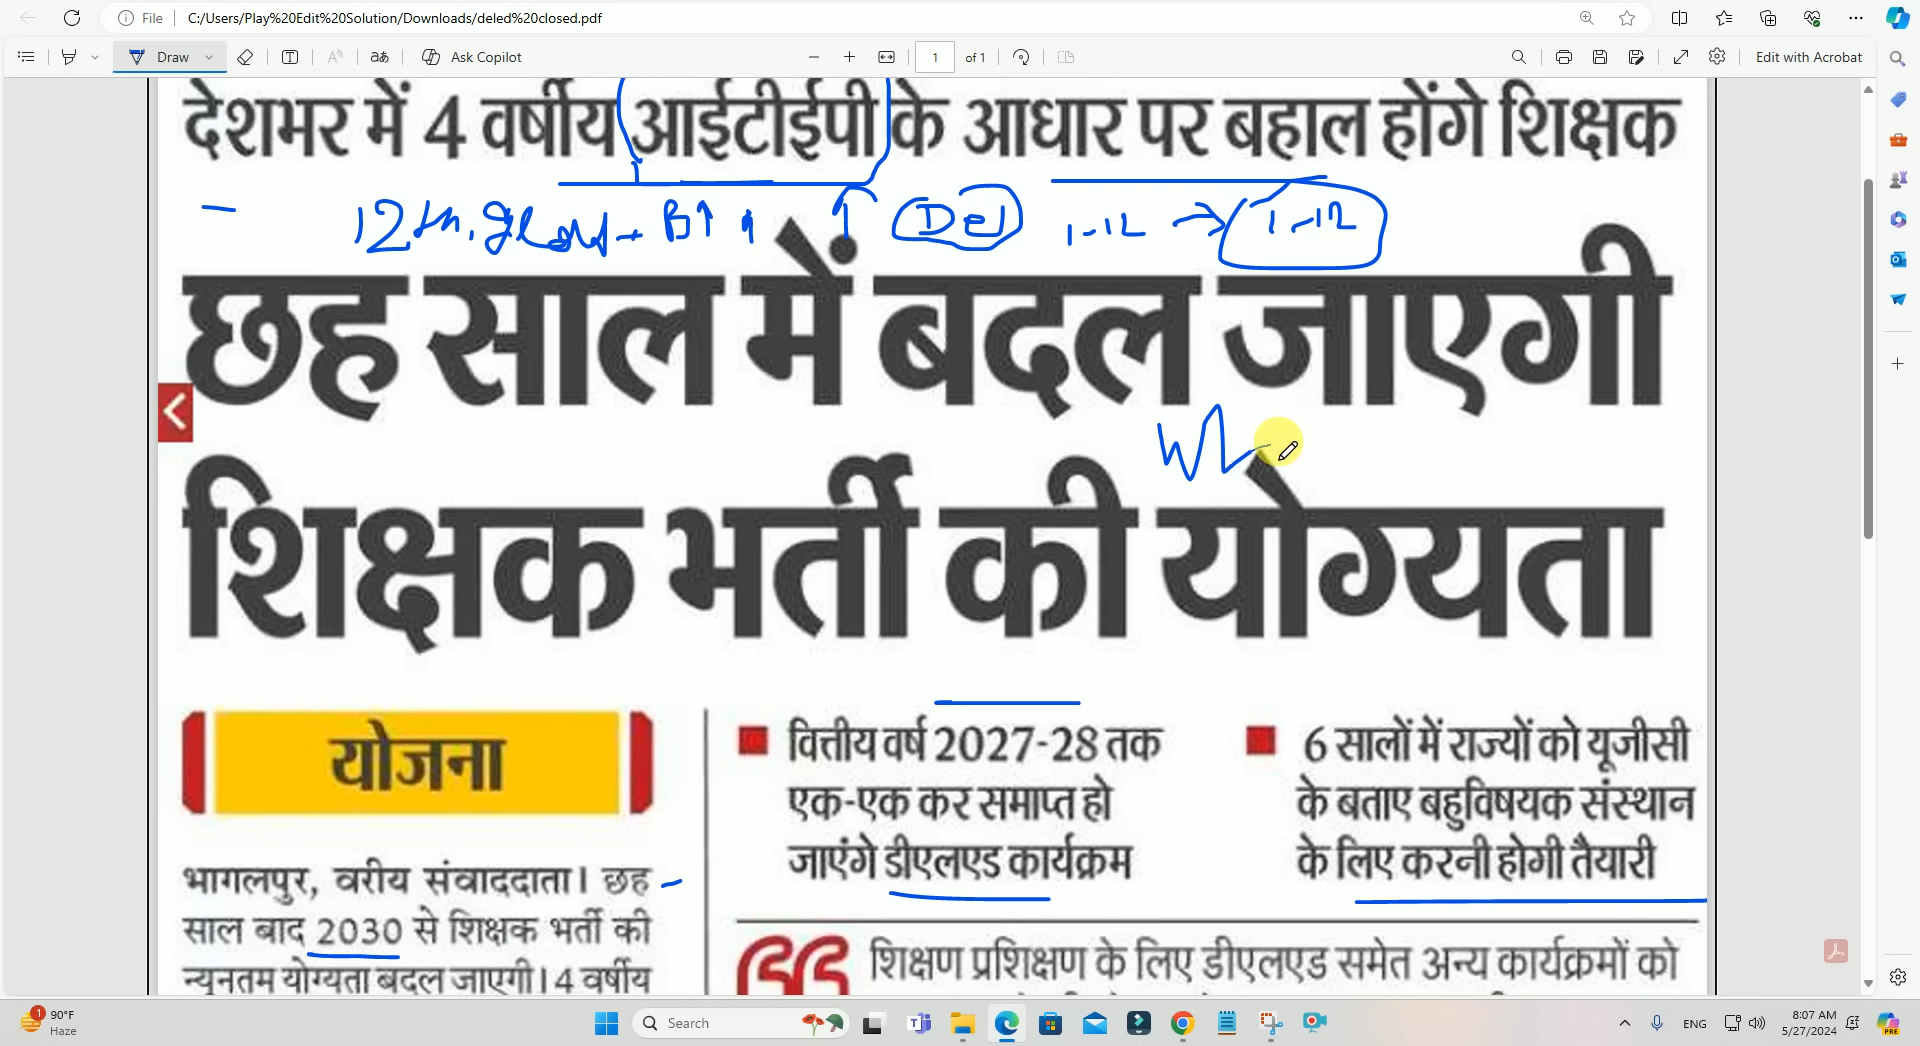 File C:/Users/Play%20Edit%20Solution/Downloads/deled%20closed.pdf
Draw Ask Copilot 1 of 1 Edit with Acrobat
देशभर में 4 वर्षीय आईटीईपी के आधार पर बहाल होंगे शिक्षक
12th, 1-12 → 1-12
छह साल में बदल जाएगी
शिक्षक भर्ती की योग्यता
योजना
भागलपुर, वरीय संवाददाता। छह
साल बाद 2030 से शिक्षक भर्ती की
न्यूनतम योग्यता बदल जाएगी। 4 वर्षीय
वित्तीय वर्ष 2027-28 तक
एक-एक कर समाप्त हो
जाएंगे डीएलएड कार्यक्रम
6 सालों में राज्यों को यूजीसी
के बताए बहुविषयक संस्थान
के लिए करनी होगी तैयारी
शिक्षण प्रशिक्षण के लिए डीएलएड समेत अन्य कार्यक्रमों को
90°F
Haze
Search
ENG
8:07 AM
5/27/2024